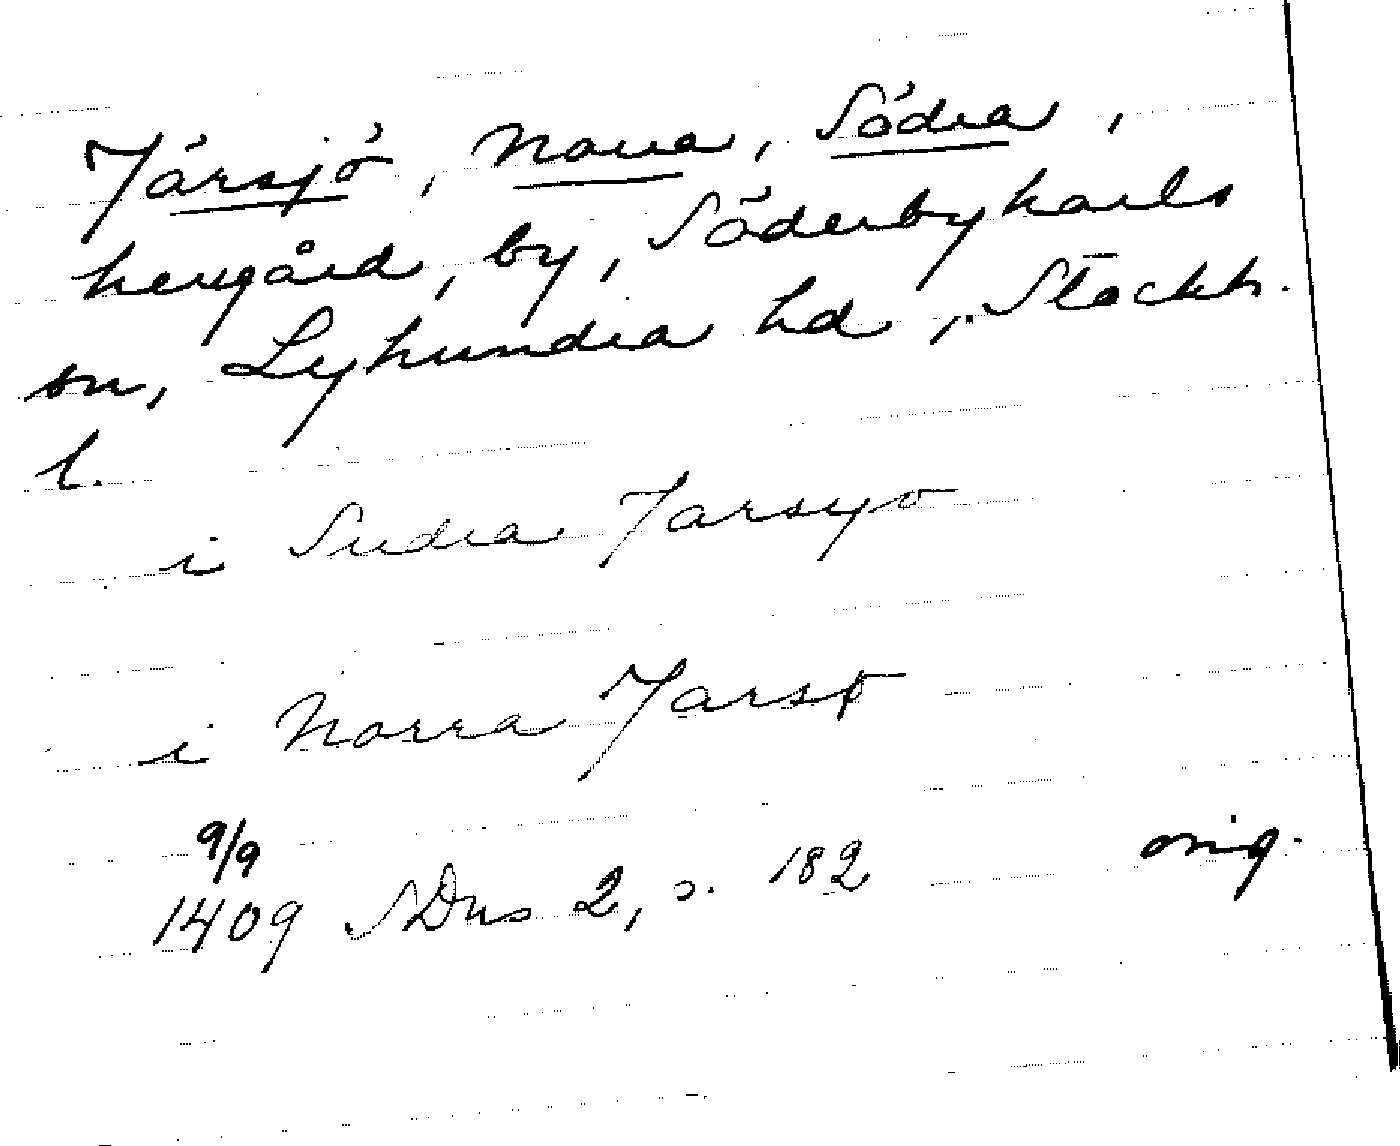 Järsjö, Norra, Södra,
herrgård, by, Söderbykarls
sn, Lyhundra hd, Stockh.
l.
i Sudra Jarsyo
i Norra Jarsø
9/9
1409 SDns 2, s. 182 orig.